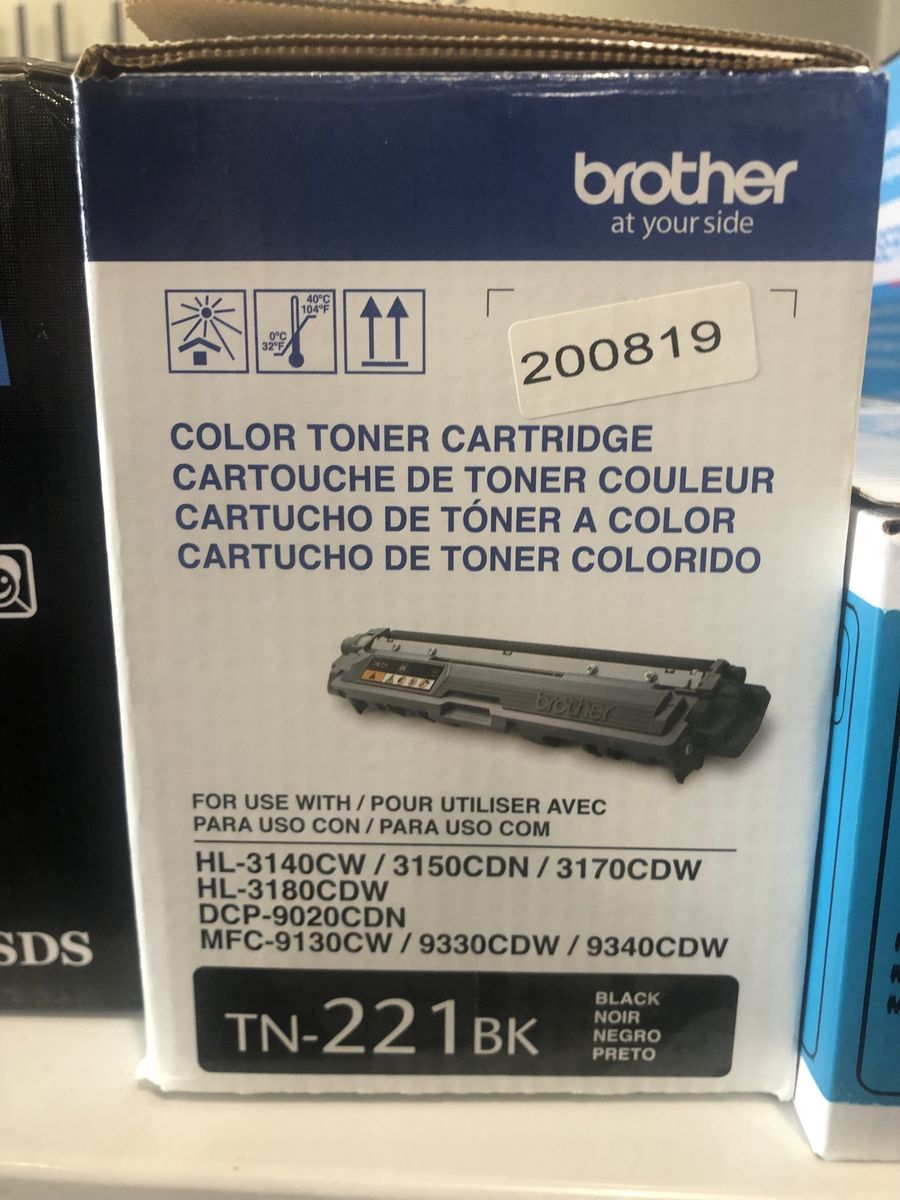 brother
at your side
40°C
104°F
0°C
32°F
200819
COLOR TONER CARTRIDGE
CARTOUCHE DE TONER COULEUR
CARTUCHO DE TÓNER A COLOR
CARTUCHO DE TONER COLORIDO
brother
FOR USE WITH / POUR UTILISER AVEC
PARA USO CON / PARA USO COM
HL-3140CW / 3150CDN / 3170CDW
HL-3180CDW
DCP-9020CDN
MFC-9130CW / 9330CDW / 9340CDW
TN-221BK
BLACK
NOIR
NEGRO
PRETO
SDS